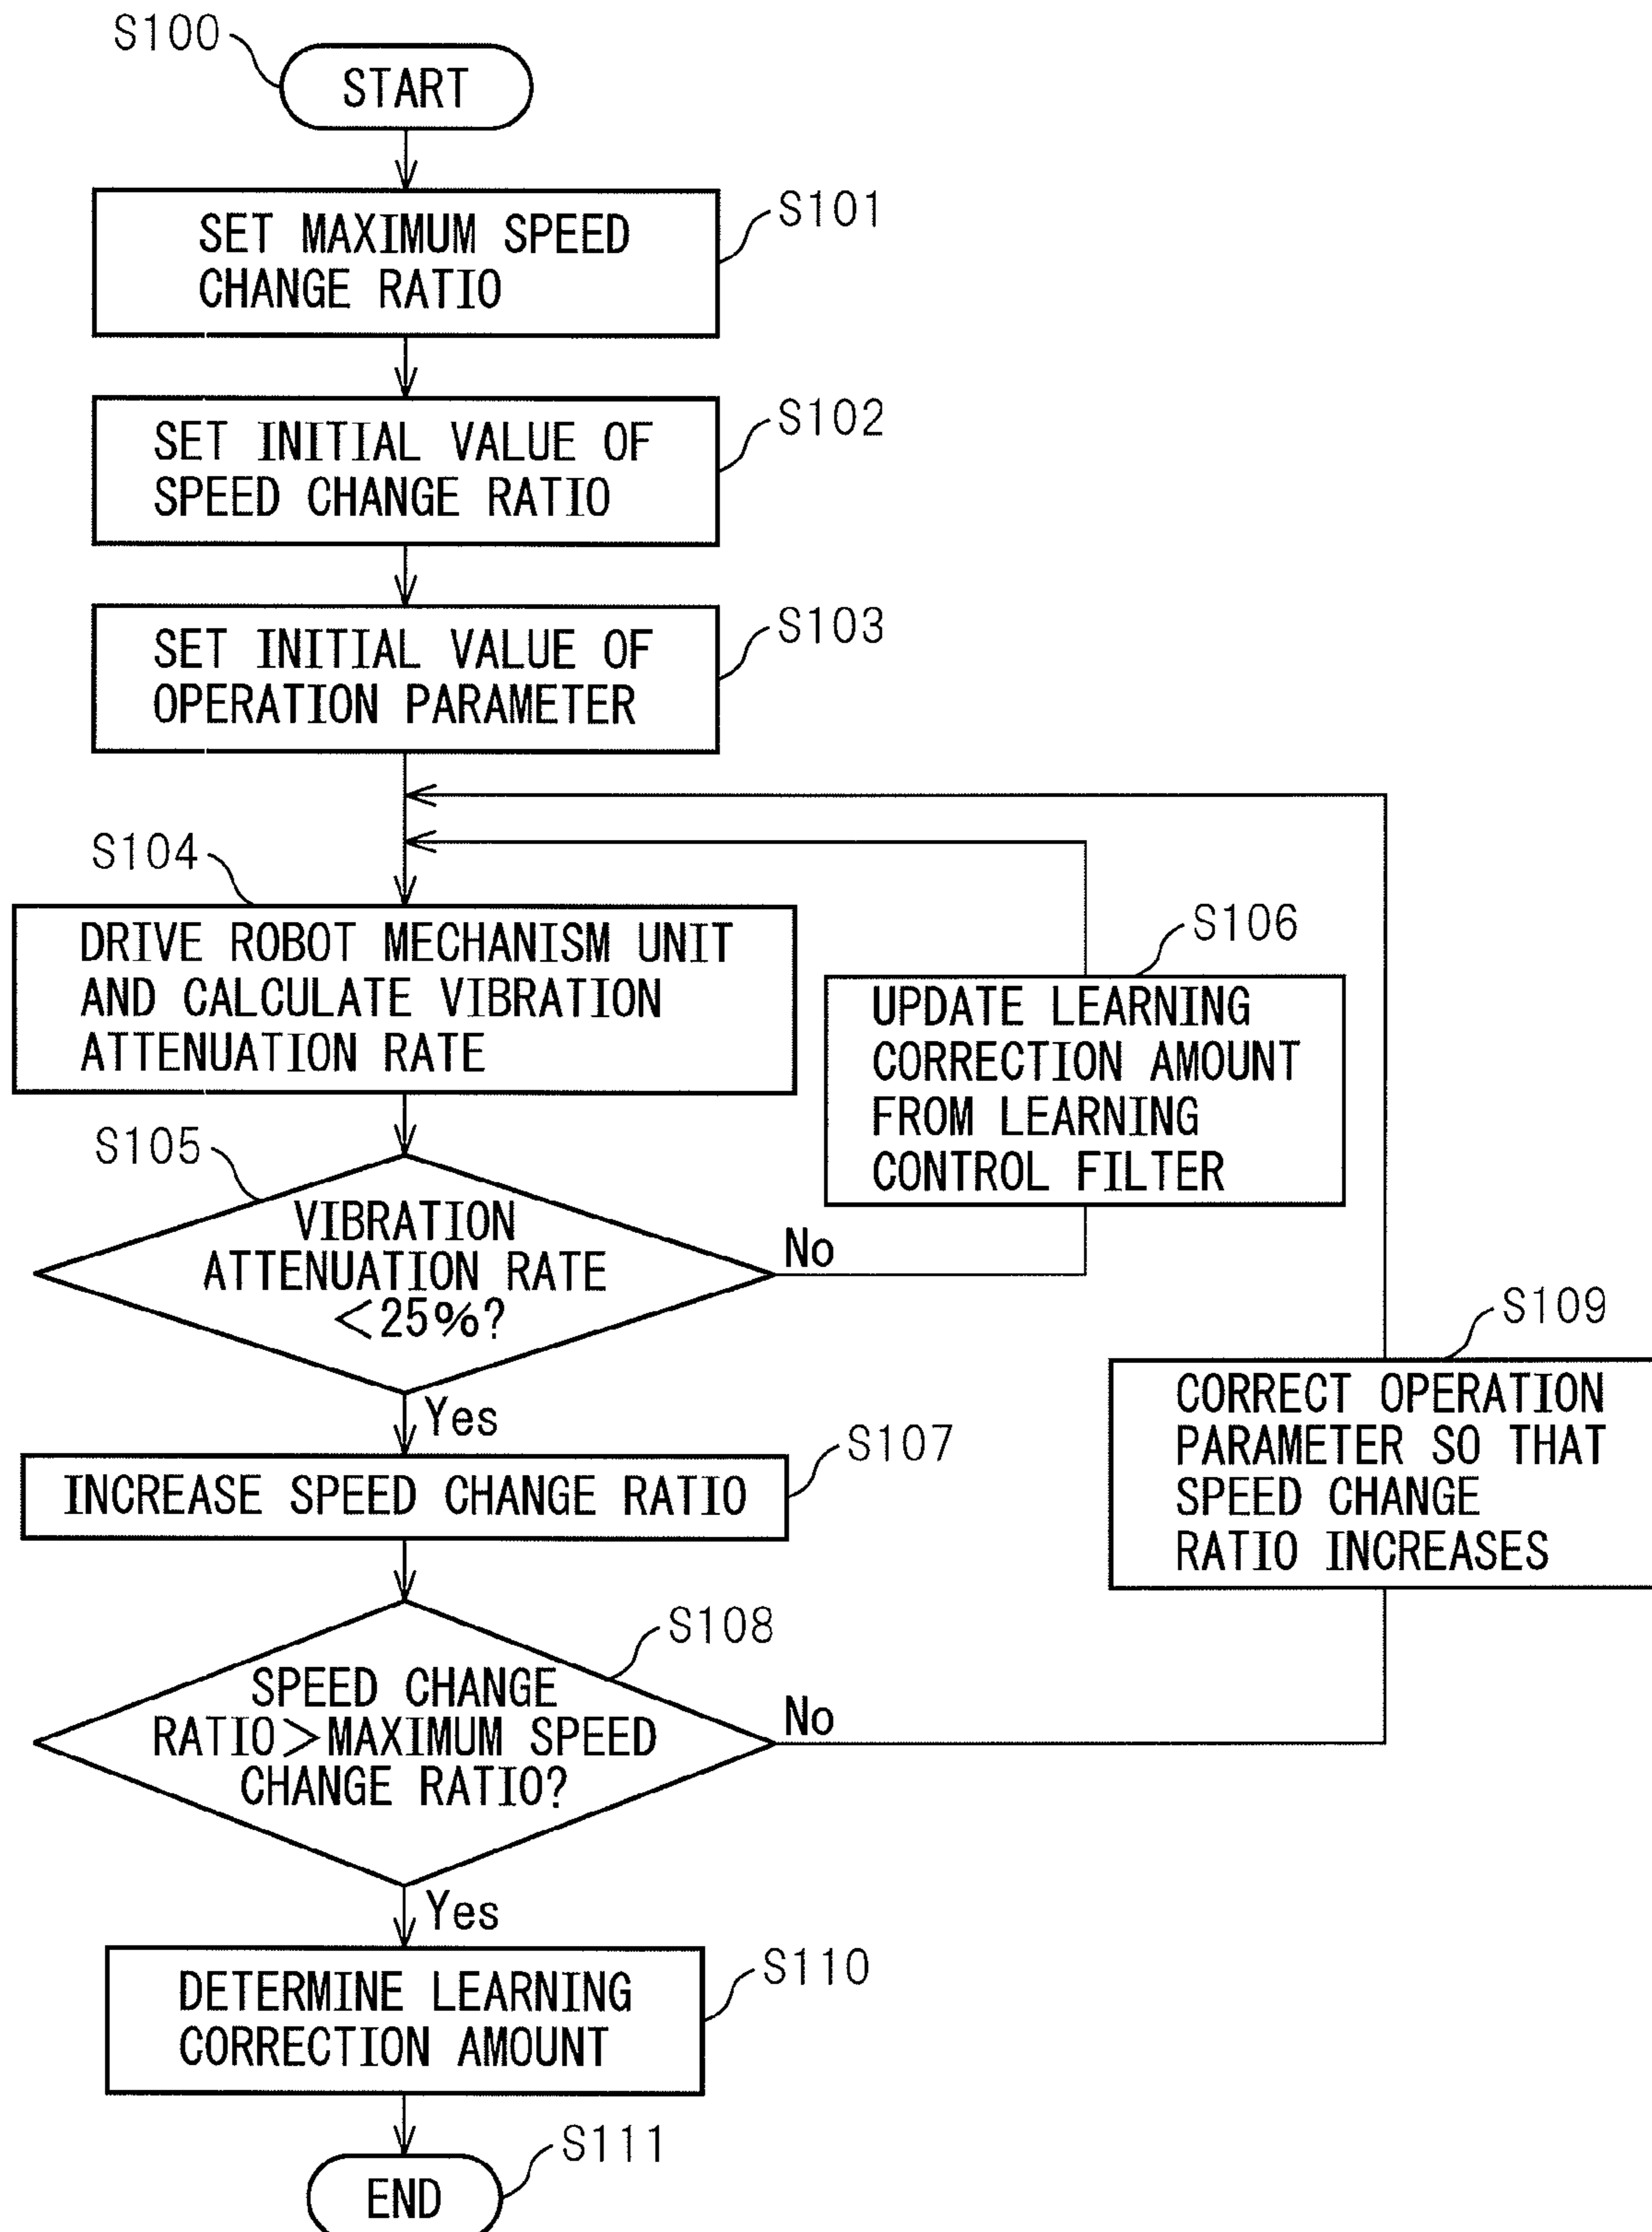 S100
START
S101
SET MAXIMUM SPEED
CHANGE RATIO
S102
SET INITIAL VALUE OF
SPEED CHANGE RATIO
S103
SET INITIAL VALUE OF
OPERATION PARAMETER
S104
DRIVE ROBOT MECHANISM UNIT
AND CALCULATE VIBRATION
ATTENUATION RATE
S106
UPDATE LEARNING
CORRECTION AMOUNT
FROM LEARNING
CONTROL FILTER
S105
VIBRATION
ATTENUATION RATE
<25%?
No
Yes
S109
CORRECT OPERATION
PARAMETER SO THAT
SPEED CHANGE
RATIO INCREASES
S107
INCREASE SPEED CHANGE RATIO
S108
SPEED CHANGE
RATIO>MAXIMUM SPEED
CHANGE RATIO?
No
Yes
S110
DETERMINE LEARNING
CORRECTION AMOUNT
S111
END